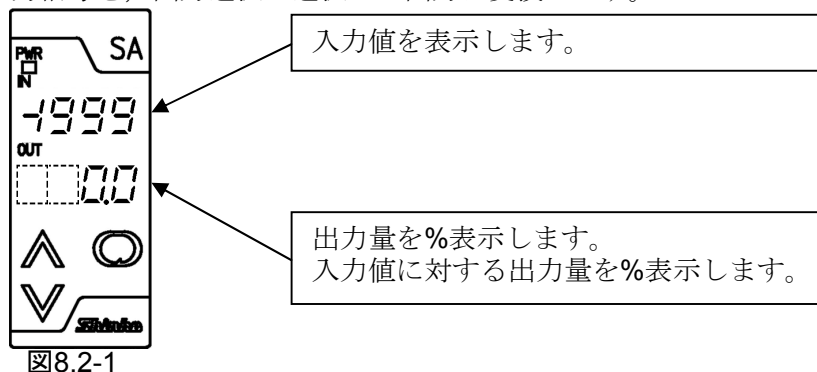 SA
PWR
IN
-1999
OUT
0.0
Shinko
図8.2-1
入力値を表示します。
出力量を%表示します。
入力値に対する出力量を%表示します。